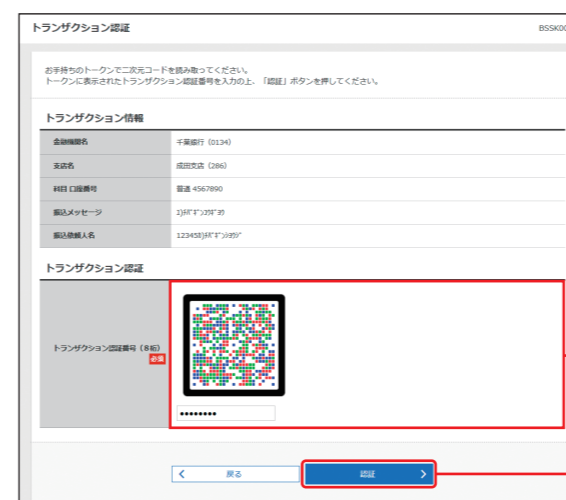 トランザクション認証
BSSK00
お手持ちのトークンで二次元コードを読み取ってください。
トークンに表示されたトランザクション認証番号を入力の上、「認証」ボタンを押してください。
トランザクション情報
金融機関名 千葉銀行 (0134)
支店名 成田支店 (286)
科目 口座番号 普通 4567890
振込メッセージ
振込依頼人名
トランザクション認証
トランザクション認証番号 (8桁)
必須
••••••••
戻る 認証